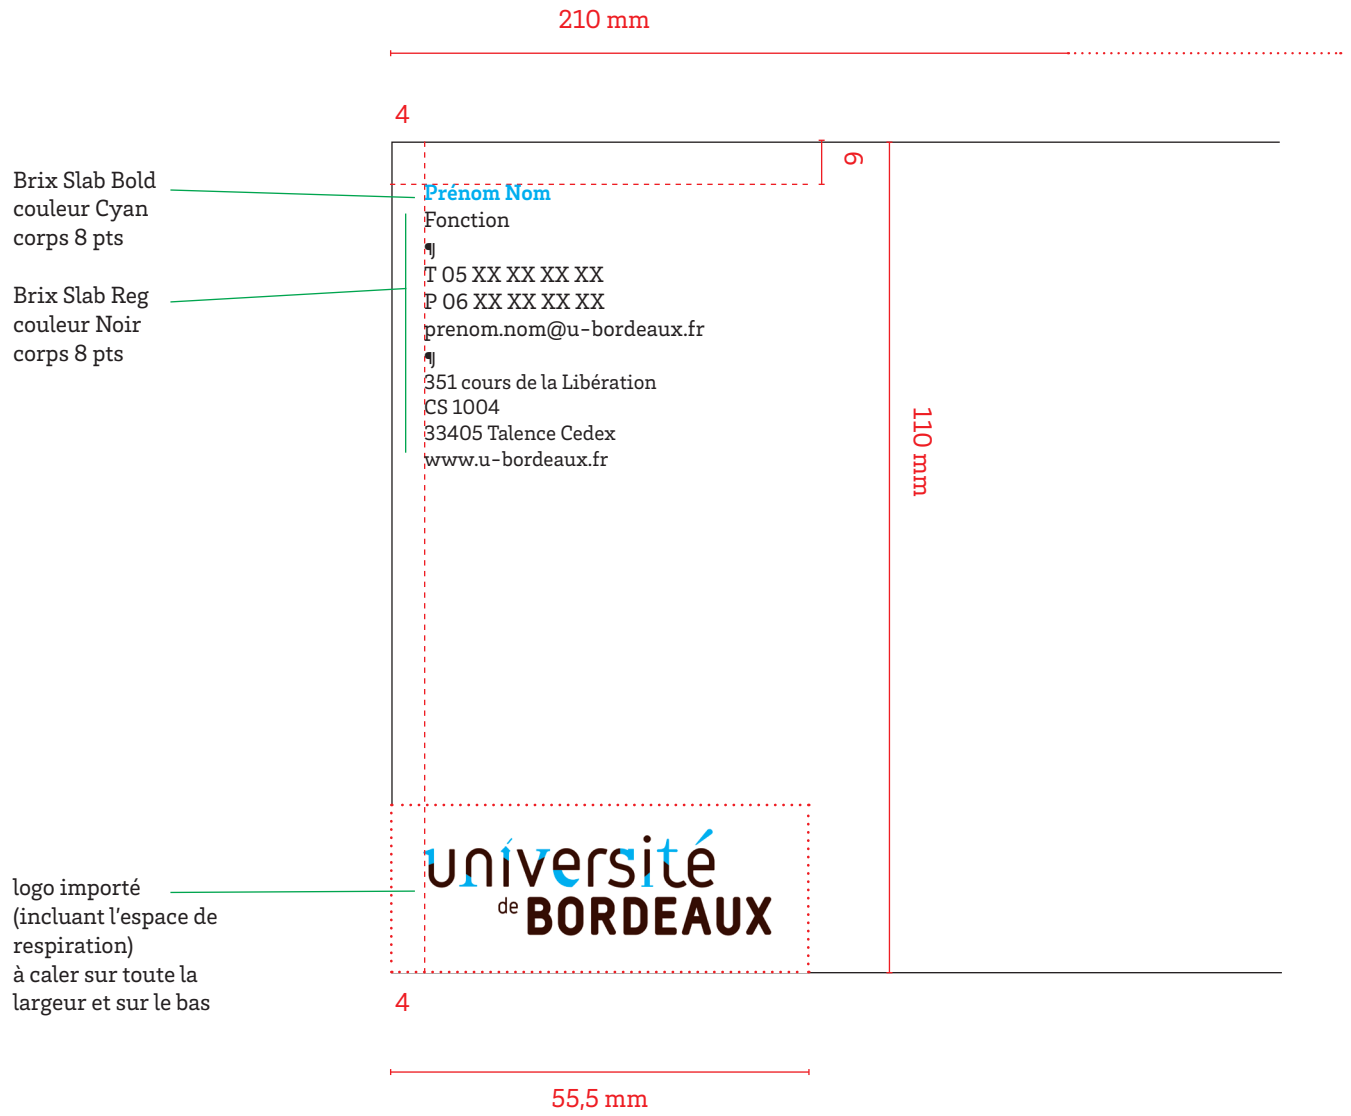 210 mm
4
6
Brix Slab Bold
couleur Cyan
corps 8 pts
Brix Slab Reg
couleur Noir
corps 8 pts
Prénom Nom
Fonction
¶
T 05 XX XX XX XX
P 06 XX XX XX XX
prenom.nom@u-bordeaux.fr
¶
351 cours de la Libération
CS 1004
33405 Talence Cedex
www.u-bordeaux.fr
110 mm
logo importé
(incluant l'espace de
respiration)
à caler sur toute la
largeur et sur le bas
université
de BORDEAUX
4
55,5 mm